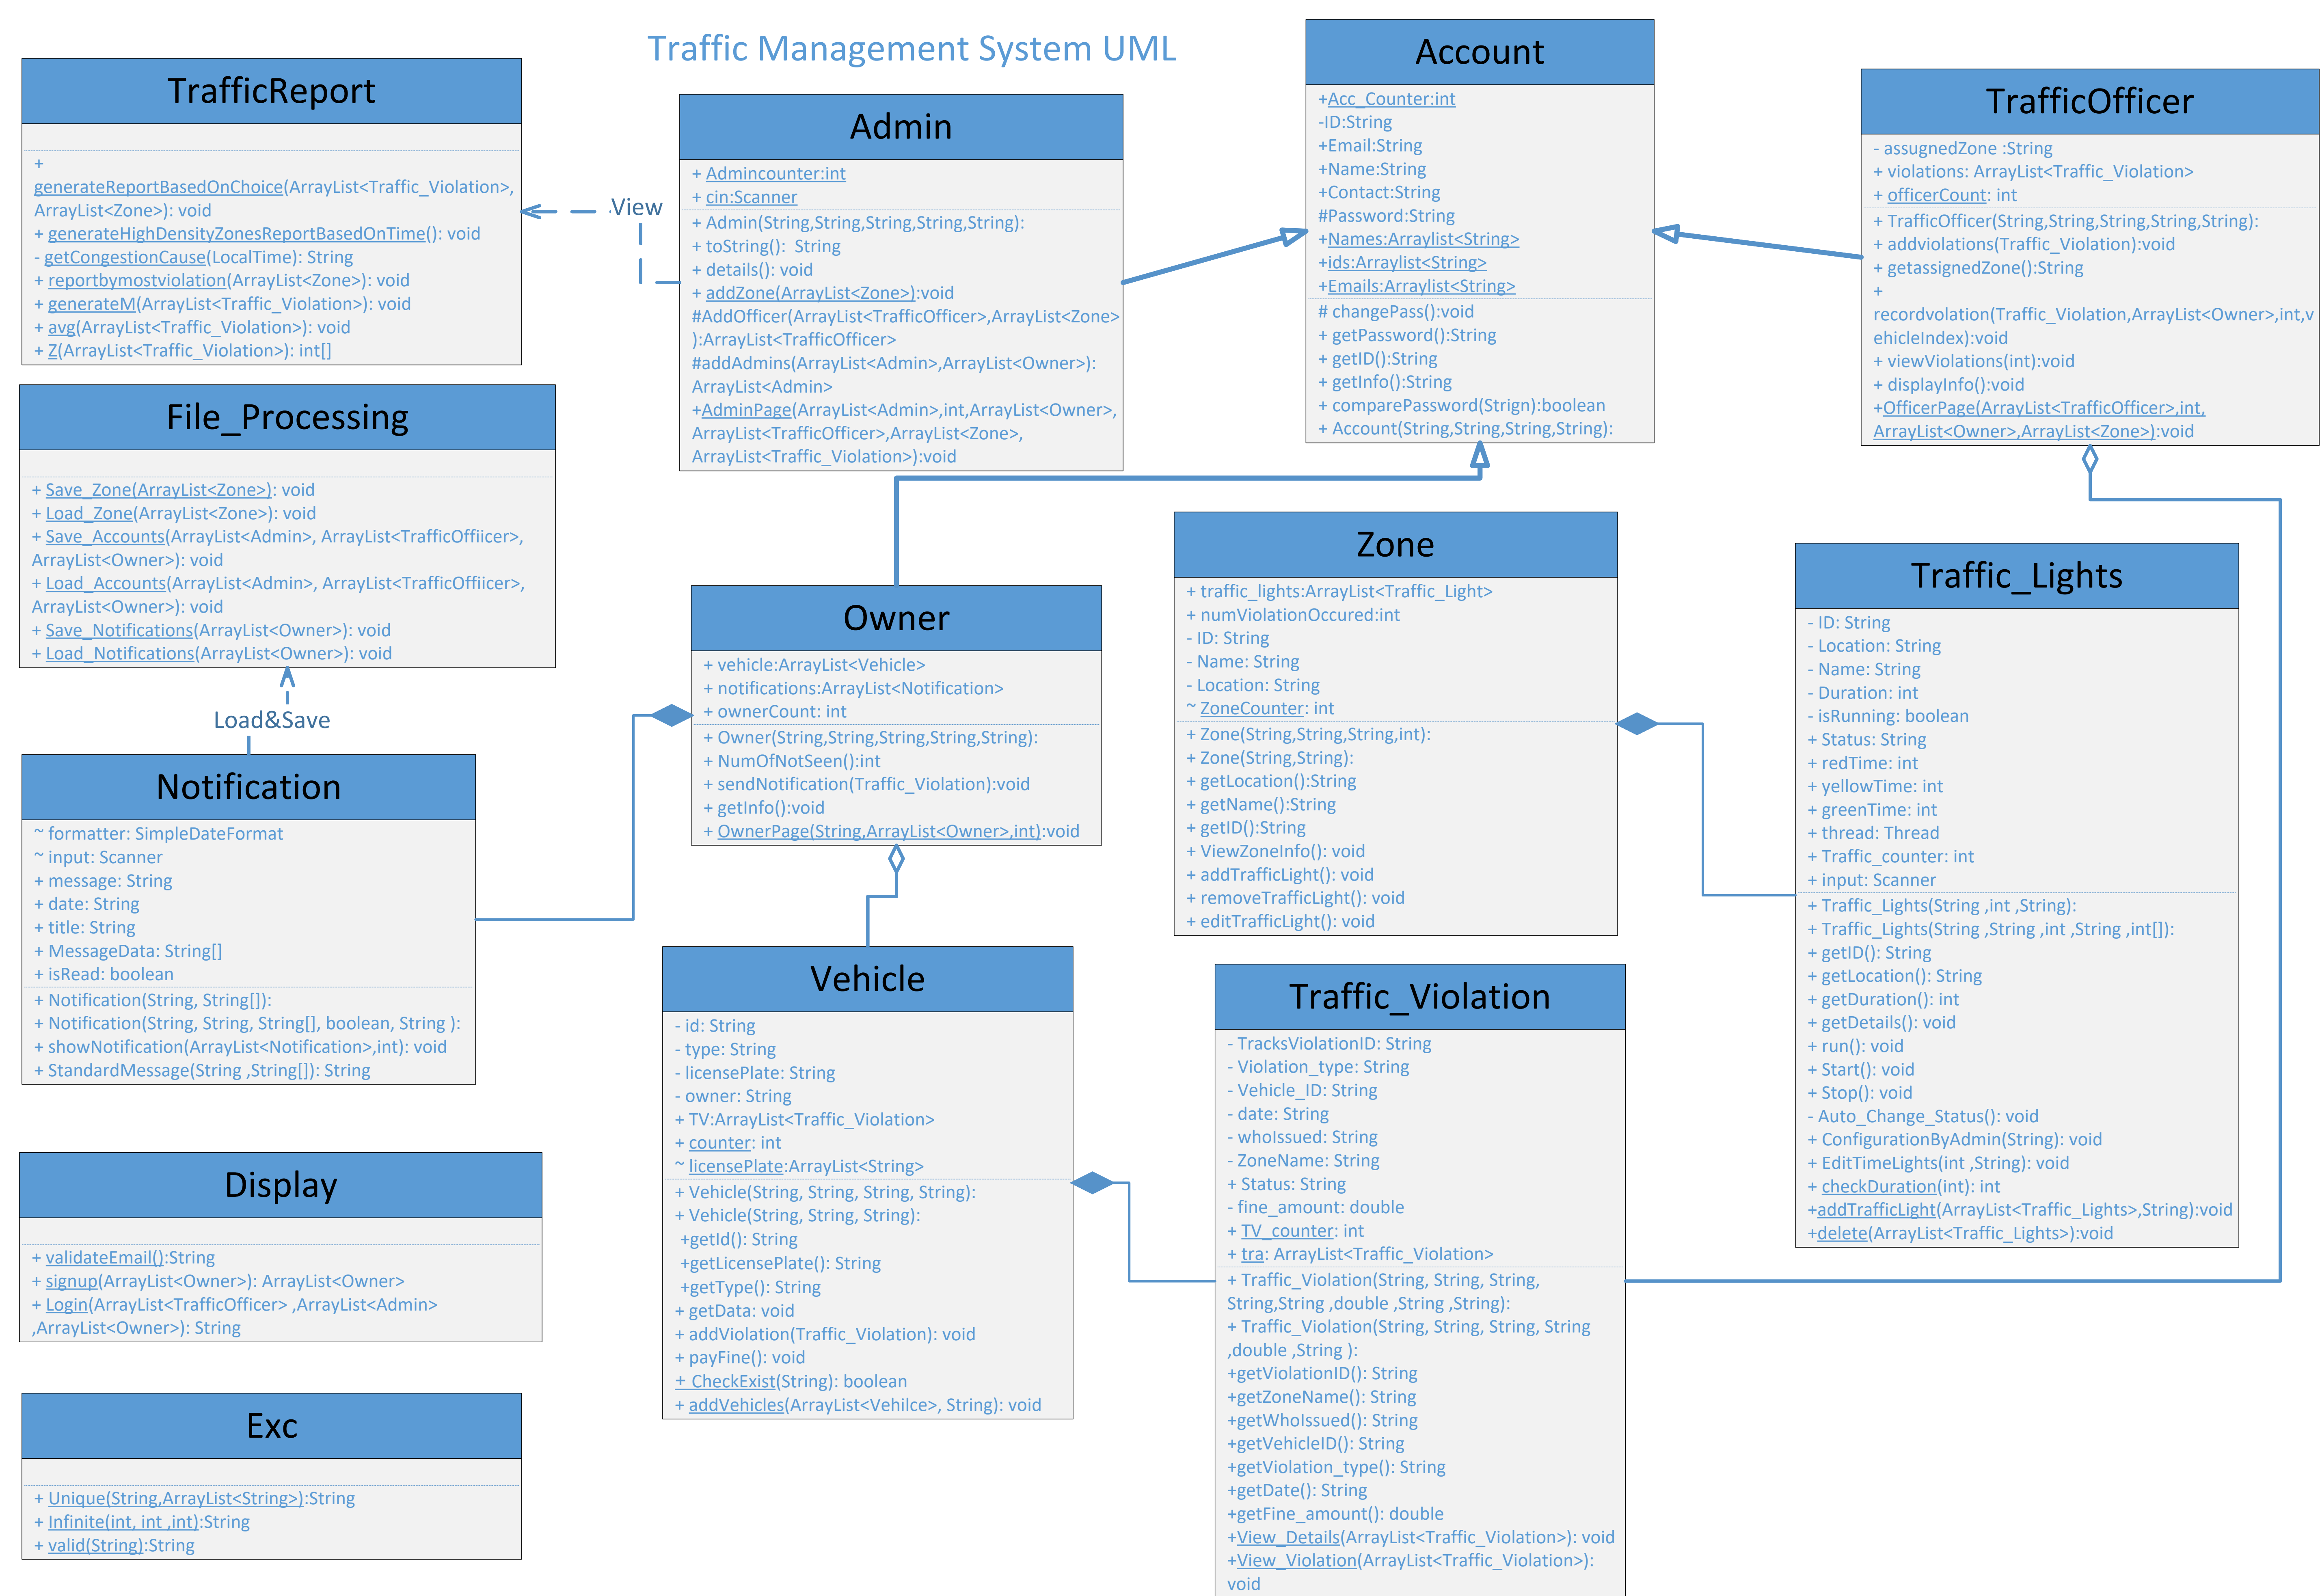 Traffic Management System UML
TrafficReport
+
generateReportBasedOnChoice(ArrayList<Traffic_Violation>,
ArrayList<Zone>): void
+ generateHighDensityZonesReportBasedOnTime(): void
- getCongestionCause(LocalTime): String
+ reportbymostviolation(ArrayList<Zone>): void
+ generateM(ArrayList<Traffic_Violation>): void
+ avg(ArrayList<Traffic_Violation>): void
+ Z(ArrayList<Traffic_Violation>): int[]
View
Admin
+ Admincounter:int
+ cin:Scanner
+ Admin(String,String,String,String,String):
+ toString():  String
+ details(): void
+ addZone(ArrayList<Zone>):void
#AddOfficer(ArrayList<TrafficOfficer>,ArrayList<Zone>
):ArrayList<TrafficOfficer>
#addAdmins(ArrayList<Admin>,ArrayList<Owner>):
ArrayList<Admin>
+AdminPage(ArrayList<Admin>,int,ArrayList<Owner>,
ArrayList<TrafficOfficer>,ArrayList<Zone>,
ArrayList<Traffic_Violation>):void
Account
+Acc_Counter:int
-ID:String
+Email:String
+Name:String
+Contact:String
#Password:String
+Names:Arraylist<String>
+ids:Arraylist<String>
+Emails:Arraylist<String>
# changePass():void
+ getPassword():String
+ getID():String
+ getInfo():String
+ comparePassword(Strign):boolean
+ Account(String,String,String,String):
TrafficOfficer
- assugnedZone :String
+ violations: ArrayList<Traffic_Violation>
+ officerCount: int
+ TrafficOfficer(String,String,String,String,String):
+ addviolations(Traffic_Violation):void
+ getassignedZone():String
+
recordvolation(Traffic_Violation,ArrayList<Owner>,int,v
ehicleIndex):void
+ viewViolations(int):void
+ displayInfo():void
+OfficerPage(ArrayList<TrafficOfficer>,int,
ArrayList<Owner>,ArrayList<Zone>):void
File_Processing
+ Save_Zone(ArrayList<Zone>): void
+ Load_Zone(ArrayList<Zone>): void
+ Save_Accounts(ArrayList<Admin>, ArrayList<TrafficOffiicer>,
ArrayList<Owner>): void
+ Load_Accounts(ArrayList<Admin>, ArrayList<TrafficOffiicer>,
ArrayList<Owner>): void
+ Save_Notifications(ArrayList<Owner>): void
+ Load_Notifications(ArrayList<Owner>): void
Load&Save
Notification
~ formatter: SimpleDateFormat
~ input: Scanner
+ message: String
+ date: String
+ title: String
+ MessageData: String[]
+ isRead: boolean
+ Notification(String, String[]):
+ Notification(String, String, String[], boolean, String ):
+ showNotification(ArrayList<Notification>,int): void
+ StandardMessage(String ,String[]): String
Owner
+ vehicle:ArrayList<Vehicle>
+ notifications:ArrayList<Notification>
+ ownerCount: int
+ Owner(String,String,String,String,String):
+ NumOfNotSeen():int
+ sendNotification(Traffic_Violation):void
+ getInfo():void
+ OwnerPage(String,ArrayList<Owner>,int):void
Zone
+ traffic_lights:ArrayList<Traffic_Light>
+ numViolationOccured:int
- ID: String
- Name: String
- Location: String
~ ZoneCounter: int
+ Zone(String,String,String,int):
+ Zone(String,String):
+ getLocation():String
+ getName():String
+ getID():String
+ ViewZoneInfo(): void
+ addTrafficLight(): void
+ removeTrafficLight(): void
+ editTrafficLight(): void
Traffic_Lights
- ID: String
- Location: String
- Name: String
- Duration: int
- isRunning: boolean
+ Status: String
+ redTime: int
+ yellowTime: int
+ greenTime: int
+ thread: Thread
+ Traffic_counter: int
+ input: Scanner
+ Traffic_Lights(String ,int ,String):
+ Traffic_Lights(String ,String ,int ,String ,int[]):
+ getID(): String
+ getLocation(): String
+ getDuration(): int
+ getDetails(): void
+ run(): void
+ Start(): void
+ Stop(): void
- Auto_Change_Status(): void
+ ConfigurationByAdmin(String): void
+ EditTimeLights(int ,String): void
+ checkDuration(int): int
+addTrafficLight(ArrayList<Traffic_Lights>,String):void
+delete(ArrayList<Traffic_Lights>):void
Vehicle
- id: String
- type: String
- licensePlate: String
- owner: String
+ TV:ArrayList<Traffic_Violation>
+ counter: int
~ licensePlate:ArrayList<String>
+ Vehicle(String, String, String, String):
+ Vehicle(String, String, String):
+getId(): String
+getLicensePlate(): String
+getType(): String
+ getData: void
+ addViolation(Traffic_Violation): void
+ payFine(): void
+ CheckExist(String): boolean
+ addVehicles(ArrayList<Vehilce>, String): void
Traffic_Violation
- TracksViolationID: String
- Violation_type: String
- Vehicle_ID: String
- date: String
- whoIssued: String
- ZoneName: String
+ Status: String
- fine_amount: double
+ TV_counter: int
+ tra: ArrayList<Traffic_Violation>
+ Traffic_Violation(String, String, String,
String,String ,double ,String ,String):
+ Traffic_Violation(String, String, String, String
,double ,String ):
+getViolationID(): String
+getZoneName(): String
+getWhoIssued(): String
+getVehicleID(): String
+getViolation_type(): String
+getDate(): String
+getFine_amount(): double
+View_Details(ArrayList<Traffic_Violation>): void
+View_Violation(ArrayList<Traffic_Violation>):
void
Display
+ validateEmail():String
+ signup(ArrayList<Owner>): ArrayList<Owner>
+ Login(ArrayList<TrafficOfficer> ,ArrayList<Admin>
,ArrayList<Owner>): String
Exc
+ Unique(String,ArrayList<String>):String
+ Infinite(int, int ,int):String
+ valid(String):String